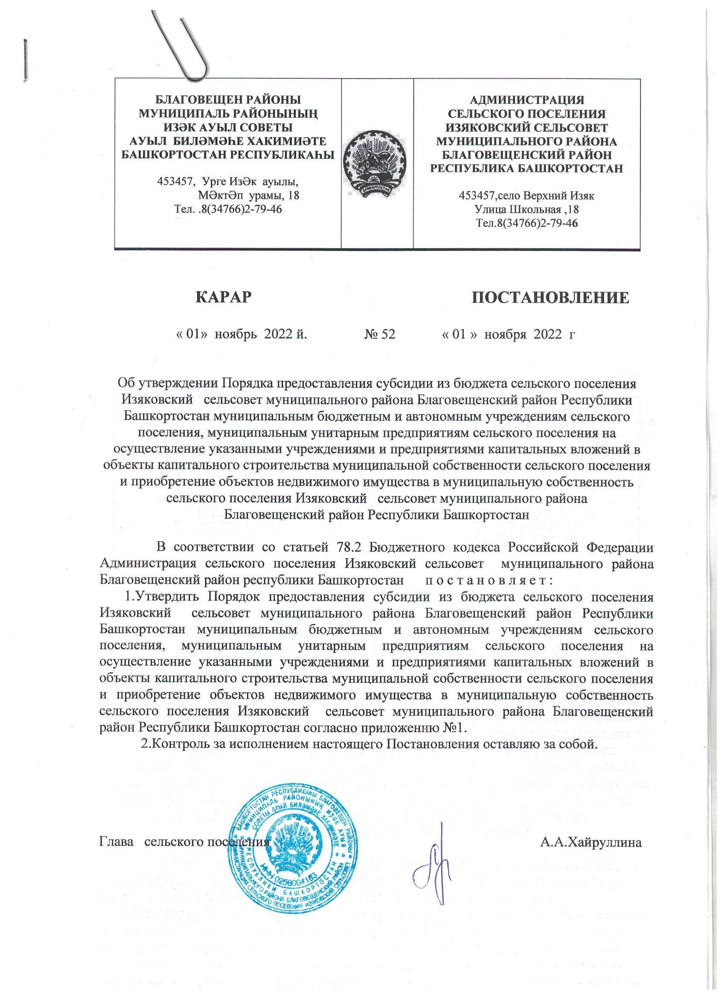 БЛАГОВЕЩЕН РАЙОНЫ
МУНИЦИПАЛЬ РАЙОНЫНЫҢ
ИЗӘК АУЫЛ СОВЕТЫ
АУЫЛ БИЛӘМӘҺЕ ХАКИМИӘТЕ
БАШКОРТОСТАН РЕСПУБЛИКАҺЫ
453457, Урге ИзӘк ауылы,
МӘктӘп урамы, 18
Тел. .8(34766)2-79-46
БАШКОРТОСТАН
АДМИНИСТРАЦИЯ
СЕЛЬСКОГО ПОСЕЛЕНИЯ
ИЗЯКОВСКИЙ СЕЛЬСОВЕТ
МУНИЦИПАЛЬНОГО РАЙОНА
БЛАГОВЕЩЕНСКИЙ РАЙОН
РЕСПУБЛИКА БАШКОРТОСТАН
453457,село Верхний Изяк
Улица Школьная ,18
Тел.8(34766)2-79-46
КАРАР ПОСТАНОВЛЕНИЕ
« 01» ноябрь 2022 й. № 52 « 01 » ноября 2022 г
Об утверждении Порядка предоставления субсидии из бюджета сельского поселения
Изяковский сельсовет муниципального района Благовещенский район Республики
Башкортостан муниципальным бюджетным и автономным учреждениям сельского
поселения, муниципальным унитарным предприятиям сельского поселения на
осуществление указанными учреждениями и предприятиями капитальных вложений в
объекты капитального строительства муниципальной собственности сельского поселения
и приобретение объектов недвижимого имущества в муниципальную собственность
сельского поселения Изяковский сельсовет муниципального района
Благовещенский район Республики Башкортостан
В соответствии со статьей 78.2 Бюджетного кодекса Российской Федерации
Администрация сельского поселения Изяковский сельсовет муниципального района
Благовещенский район республики Башкортостан п о с т а н о в л я е т :
1.Утвердить Порядок предоставления субсидии из бюджета сельского поселения
Изяковский сельсовет муниципального района Благовещенский район Республики
Башкортостан муниципальным бюджетным и автономным учреждениям сельского
поселения, муниципальным унитарным предприятиям сельского поселения на
осуществление указанными учреждениями и предприятиями капитальных вложений в
объекты капитального строительства муниципальной собственности сельского поселения
и приобретение объектов недвижимого имущества в муниципальную собственность
сельского поселения Изяковский сельсовет муниципального района Благовещенский
район Республики Башкортостан согласно приложению №1.
2.Контроль за исполнением настоящего Постановления оставляю за собой.
Глава сельского поселения А.А.Хайруллина
БАШКОРТОСТАН РЕСПУБЛИКАҺЫ БЛАГОВЕЩЕН РАЙОНЫ
МУНИЦИПАЛЬ РАЙОНЫНЫҢ ИЗӘК АУЫЛ
СОВЕТЫ АУЫЛ БИЛӘМӘҺЕ ХАКИМИӘТЕ
РЕСПУБЛИКИ БАШКОРТОСТАН
МУНИЦИПАЛЬНОГО РАЙОНА БЛАГОВЕЩЕНСКИЙ РАЙОН
СЕЛЬСКОГО ПОСЕЛЕНИЯ ИЗЯКОВСКИЙ СЕЛЬСОВЕТ
ИНН 0258004183